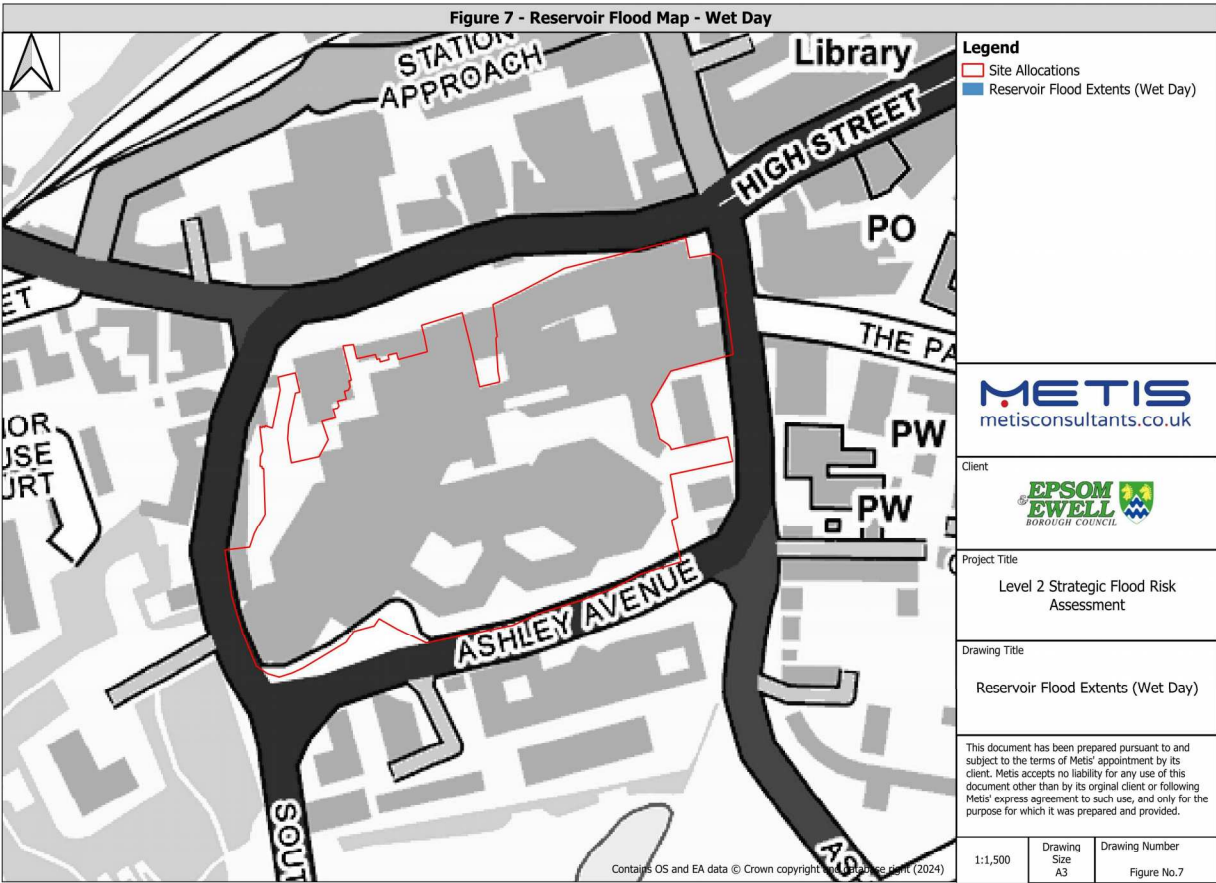 Figure 7 - Reservoir Flood Map - Wet Day
STATION
APPROACH
Library
HIGH STREET
PO
ET
THE PA
IOR
USE
URT
PW
PW
ASHLEY AVENUE
SOUT
AS
Contains OS and EA data © Crown copyright and database right (2024)
Legend
Site Allocations
Reservoir Flood Extents (Wet Day)
METIS
metisconsultants.co.uk
Client
EPSOM
& EWELL
BOROUGH COUNCIL
Project Title
Level 2 Strategic Flood Risk
Assessment
Drawing Title
Reservoir Flood Extents (Wet Day)
This document has been prepared pursuant to and
subject to the terms of Metis' appointment by its
client. Metis accepts no liability for any use of this
document other than by its orginal client or following
Metis' express agreement to such use, and only for the
purpose for which it was prepared and provided.
1:1,500
Drawing
Size
A3
Drawing Number
Figure No.7